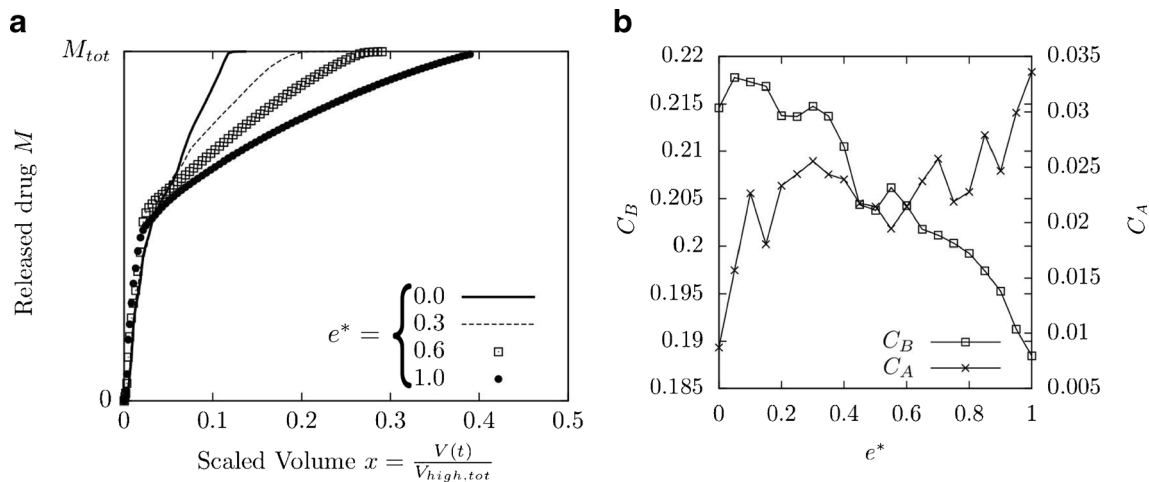 a
M_tot
Released drug M
0
e* =
0.0
0.3
0.6
1.0
0 0.1 0.2 0.3 0.4 0.5
Scaled Volume x = V(t) / V_high,tot
b
0.22
0.215
0.21
0.205
0.2
0.195
0.19
0.185
C_B
0.035
0.03
0.025
0.02
0.015
0.01
0.005
C_A
C_B
C_A
0 0.2 0.4 0.6 0.8 1
e*